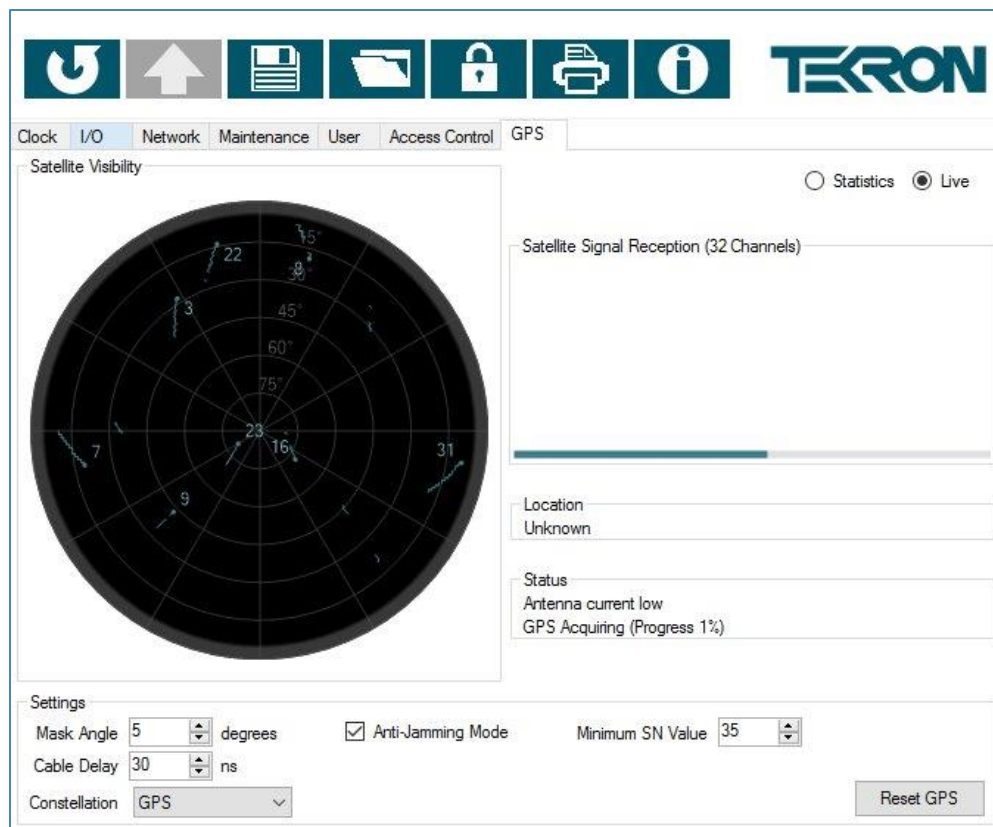 TEKRON
Clock I/O Network Maintenance User Access Control GPS
Satellite Visibility
Statistics Live
Satellite Signal Reception (32 Channels)
15°
22
8
30°
3
45°
60°
75°
23
16
7
31
9
Location
Unknown
Status
Antenna current low
GPS Acquiring (Progress 1%)
Settings
Mask Angle 5 degrees Anti-Jamming Mode Minimum SN Value 35
Cable Delay 30 ns
Constellation GPS
Reset GPS